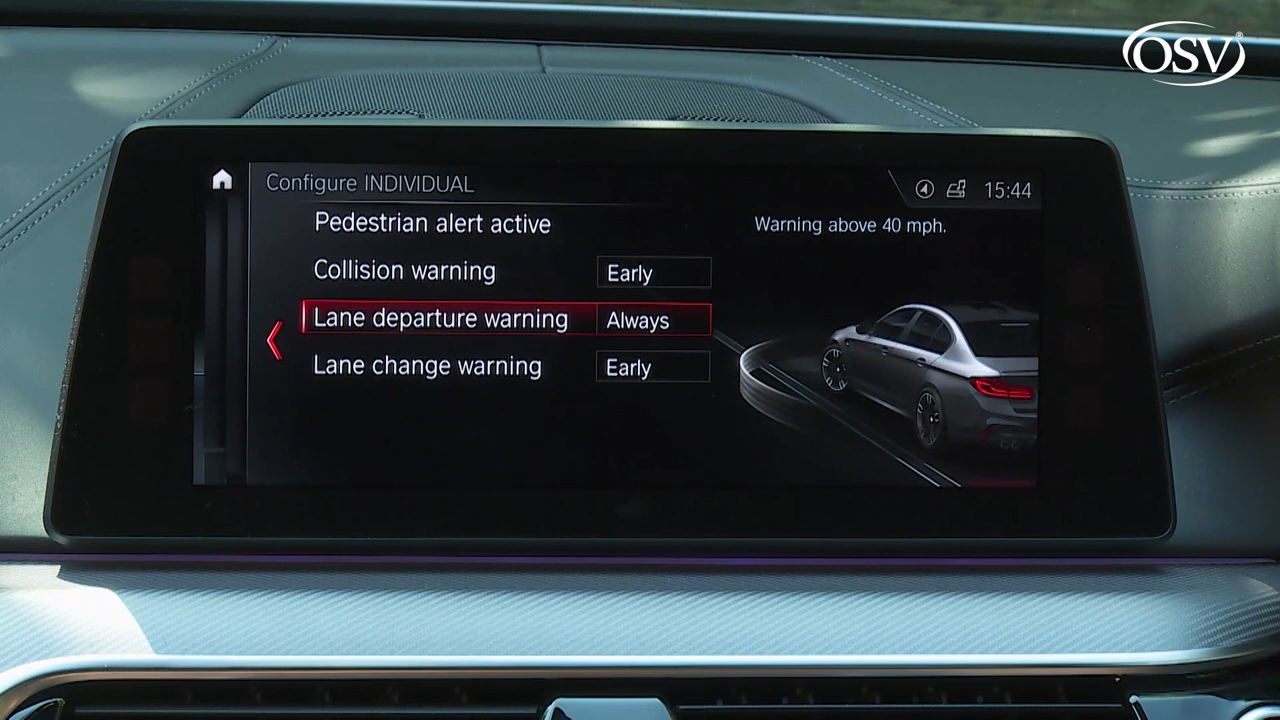 OSV®
Configure INDIVIDUAL
15:44
Pedestrian alert active
Warning above 40 mph.
Collision warning Early
Lane departure warning Always
Lane change warning Early